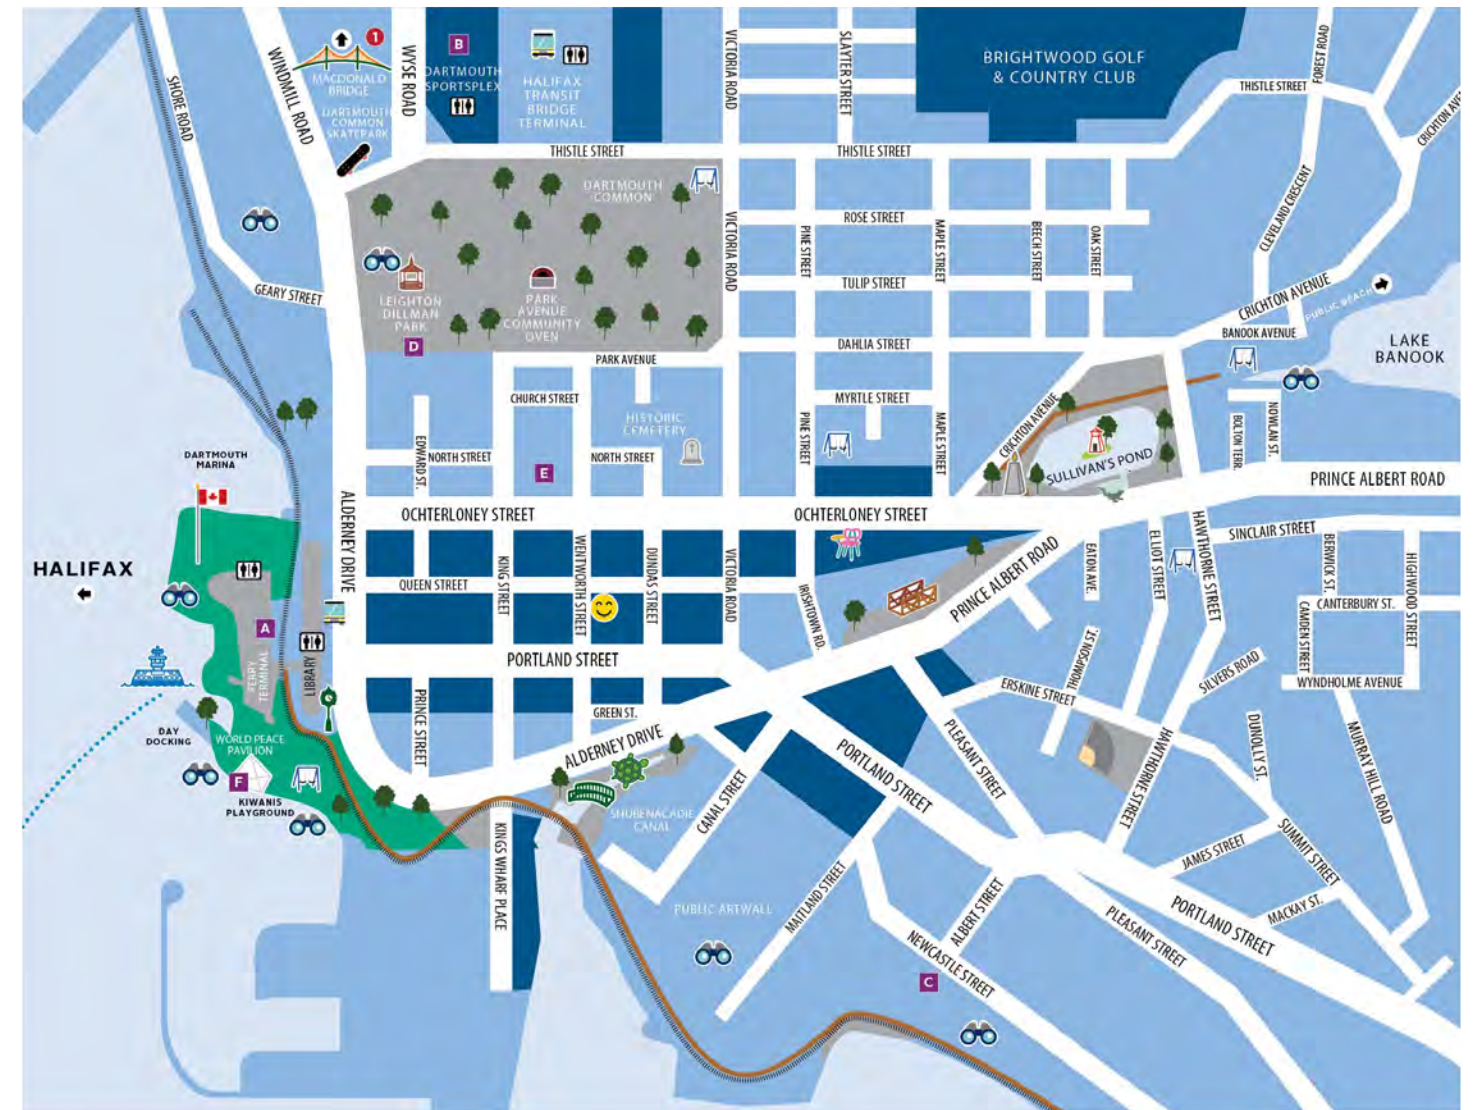 SHORE ROAD
WINDMILL ROAD
1
MACDONALD
BRIDGE
DARTMOUTH
COMMON
SKATEPARK
WYSE ROAD
B
DARTMOUTH
SPORTSPLEX
HALIFAX
TRANSIT
BRIDGE
TERMINAL
VICTORIA ROAD
SLAYTER STREET
BRIGHTWOOD GOLF
& COUNTRY CLUB
FOREST ROAD
THISTLE STREET
CRICHTON AVENUE
THISTLE STREET
THISTLE STREET
DARTMOUTH
COMMON
VICTORIA ROAD
ROSE STREET
PINE STREET
MAPLE STREET
BEECH STREET
OAK STREET
CLEVELAND CRESCENT
TULIP STREET
GEARY STREET
LEIGHTON
DILLMAN
PARK
D
PARK
AVENUE
COMMUNITY
OVEN
CRICHTON AVENUE
PUBLIC BEACH
BANOOK AVENUE
LAKE
BANOOK
DAHLIA STREET
PARK AVENUE
CHURCH STREET
MYRTLE STREET
HISTORIC
CEMETERY
PINE STREET
MAPLE STREET
CRICHTON AVENUE
BOLTON TERR.
NOWLAN ST.
EDWARD ST.
NORTH STREET
E
NORTH STREET
SULLIVAN'S POND
PRINCE ALBERT ROAD
DARTMOUTH
MARINA
ALDERNEY DRIVE
OCHTERLONEY STREET
OCHTERLONEY STREET
HALIFAX
QUEEN STREET
KING STREET
WENTWORTH STREET
DUNDAS STREET
VICTORIA ROAD
IRISHTOWN RD.
PRINCE ALBERT ROAD
EATON AVE.
ELLIOT STREET
HAWTHORNE STREET
SINCLAIR STREET
BERWICK ST.
HIGHWOOD STREET
CANTERBURY ST.
CAMDEN STREET
A
FERRY
TERMINAL
LIBRARY
PORTLAND STREET
THOMPSON ST.
ERSKINE STREET
SILVERS ROAD
WYNDHOLME AVENUE
PRINCE STREET
GREEN ST.
ALDERNEY DRIVE
PLEASANT STREET
HAWTHORNE STREET
DUNOLLY ST.
MURRAY HILL ROAD
DAY
DOCKING
WORLD PEACE
PAVILION
F
KIWANIS
PLAYGROUND
PORTLAND STREET
CANAL STREET
SHUBENACADIE
CANAL
KINGS WHARF PLACE
JAMES STREET
SUMMIT STREET
MACKAY ST.
PUBLIC ARTWALL
MAITLAND STREET
ALBERT STREET
PLEASANT STREET
PORTLAND STREET
NEWCASTLE STREET
C